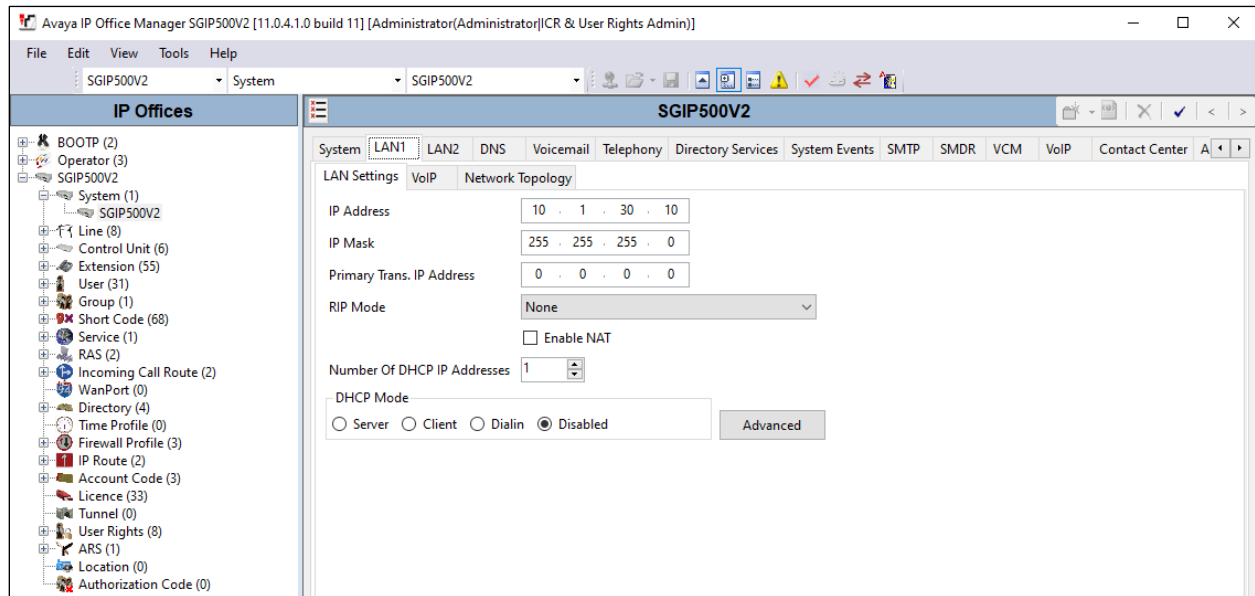 Avaya IP Office Manager SGIP500V2 [11.0.4.1.0 build 11] [Administrator(Administrator|ICR & User Rights Admin)]
File Edit View Tools Help
SGIP500V2 System SGIP500V2
IP Offices
BOOTP (2)
Operator (3)
SGIP500V2
System (1)
SGIP500V2
Line (8)
Control Unit (6)
Extension (55)
User (31)
Group (1)
Short Code (68)
Service (1)
RAS (2)
Incoming Call Route (2)
WanPort (0)
Directory (4)
Time Profile (0)
Firewall Profile (3)
IP Route (2)
Account Code (3)
Licence (33)
Tunnel (0)
User Rights (8)
ARS (1)
Location (0)
Authorization Code (0)
SGIP500V2
System LAN1 LAN2 DNS Voicemail Telephony Directory Services System Events SMTP SMDR VCM VoIP Contact Center A
LAN Settings VoIP Network Topology
IP Address 10 . 1 . 30 . 10
IP Mask 255 . 255 . 255 . 0
Primary Trans. IP Address 0 . 0 . 0 . 0
RIP Mode None
Enable NAT
Number Of DHCP IP Addresses 1
DHCP Mode
Server Client Dialin Disabled Advanced